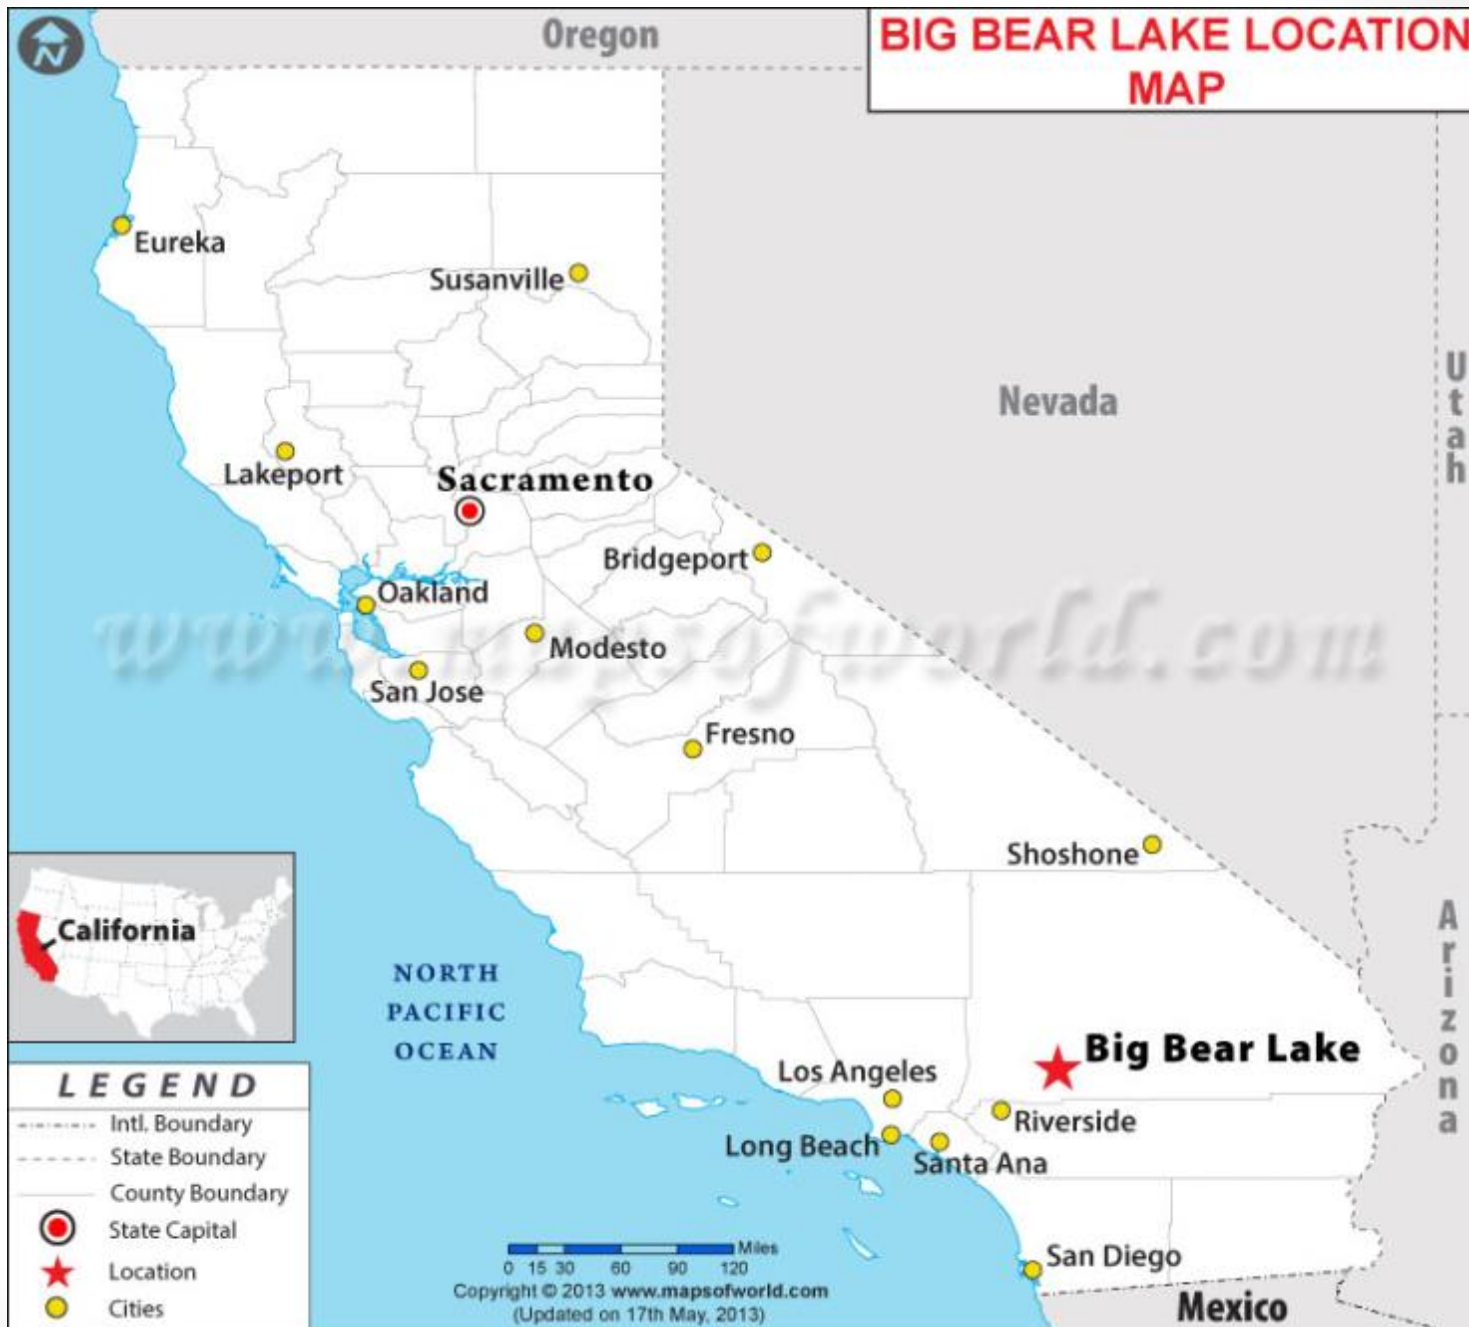 N
Oregon
BIG BEAR LAKE LOCATION
MAP
Eureka
Susanville
Nevada
Utah
Lakeport
Sacramento
Bridgeport
Oakland
www.mapsofworld.com
Modesto
San Jose
Fresno
Shoshone
Arizona
California
NORTH
PACIFIC
OCEAN
Big Bear Lake
Los Angeles
Riverside
Long Beach
Santa Ana
San Diego
Mexico
LEGEND
Intl. Boundary
State Boundary
County Boundary
State Capital
Location
Cities
Miles
0 15 30 60 90 120
Copyright © 2013 www.mapsofworld.com
(Updated on 17th May, 2013)